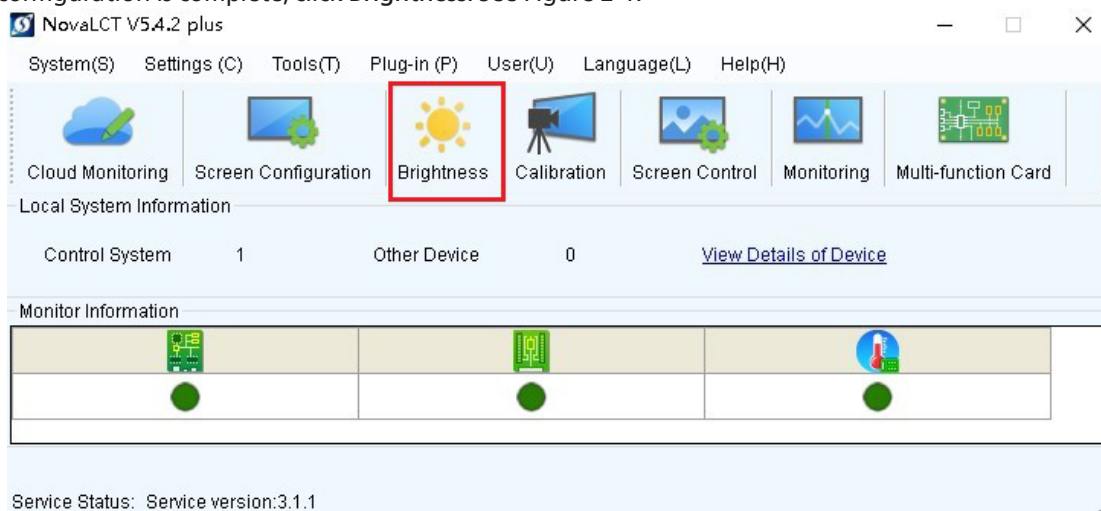 NovaLCT V5.4.2 plus
System(S) Settings (C) Tools(T) Plug-in (P) User(U) Language(L) Help(H)
Cloud Monitoring Screen Configuration Brightness Calibration Screen Control Monitoring Multi-function Card
Local System Information
Control System 1 Other Device 0 View Details of Device
Monitor Information
Service Status: Service version:3.1.1